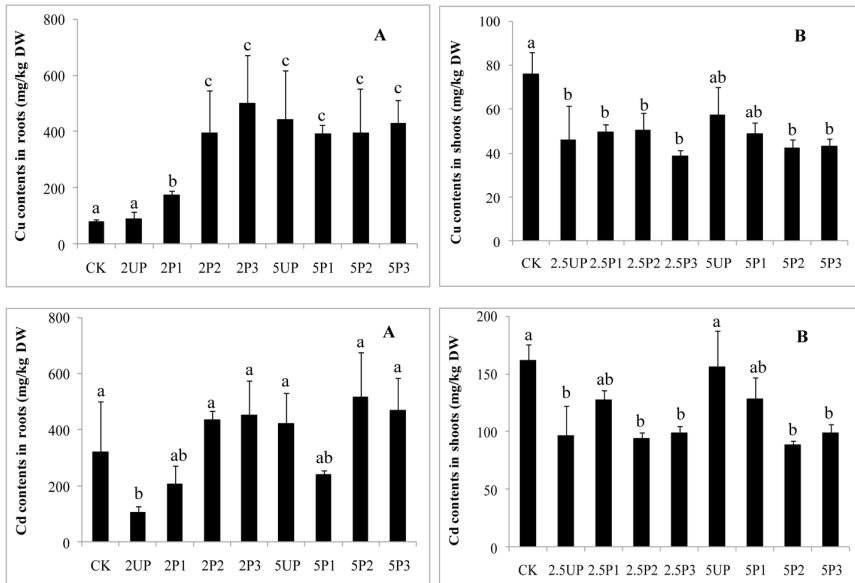 800
600
400
200
0
Cu contents in roots (mg/kg DW
A
a a b c c c c c c
CK 2UP 2P1 2P2 2P3 5UP 5P1 5P2 5P3
100
80
60
40
20
0
Cu contents in shoots (mg/kg DW
B
a b b b b ab ab b b
CK 2.5UP 2.5P1 2.5P2 2.5P3 5UP 5P1 5P2 5P3
800
600
400
200
0
Cd contents in roots (mg/kg DW
A
a b ab a a a ab a a
CK 2UP 2P1 2P2 2P3 5UP 5P1 5P2 5P3
200
150
100
50
0
Cd contents in shoots (mg/kg DW
B
a b ab b b a ab b b
CK 2.5UP 2.5P1 2.5P2 2.5P3 5UP 5P1 5P2 5P3